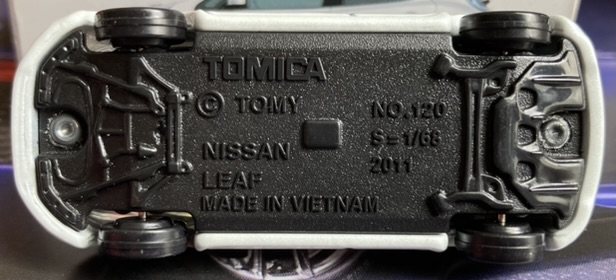 TOMICA
© TOMY
NO.120
S=1/63
2011
NISSAN
LEAF
MADE IN VIETNAM